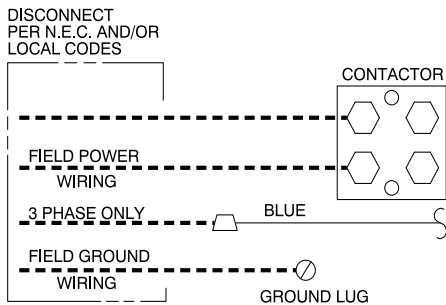 DISCONNECT
PER N.E.C. AND/OR
LOCAL CODES
CONTACTOR
FIELD POWER
WIRING
3 PHASE ONLY
BLUE
FIELD GROUND
WIRING
GROUND LUG